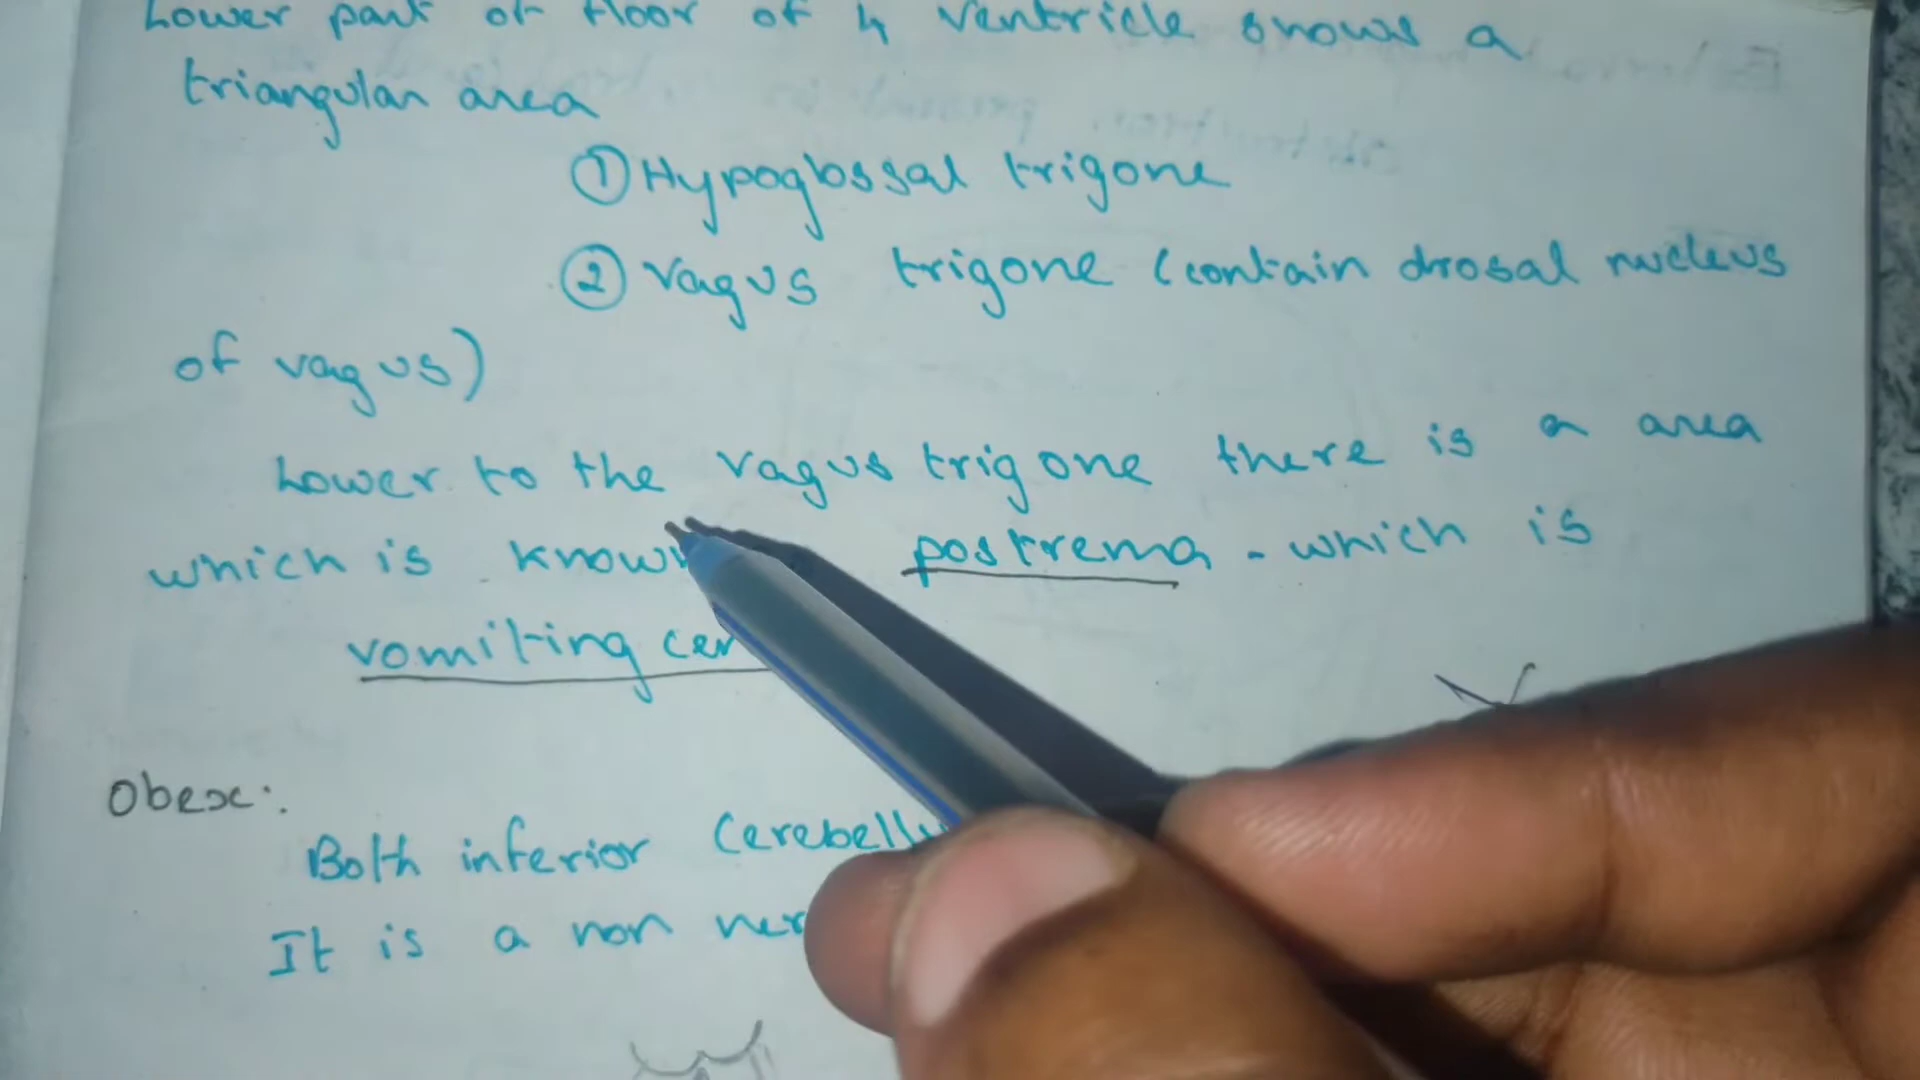 Lower part of floor of 4 ventricle shows a
triangular area
① Hypoglossal trigone
② Vagus trigone (contain drosal nucleus
of vagus)
Lower to the vagus trigone there is a area
which is known postrema - which is
vomiting cen
Obex:
Both inferior Cerebell
It is a non ner